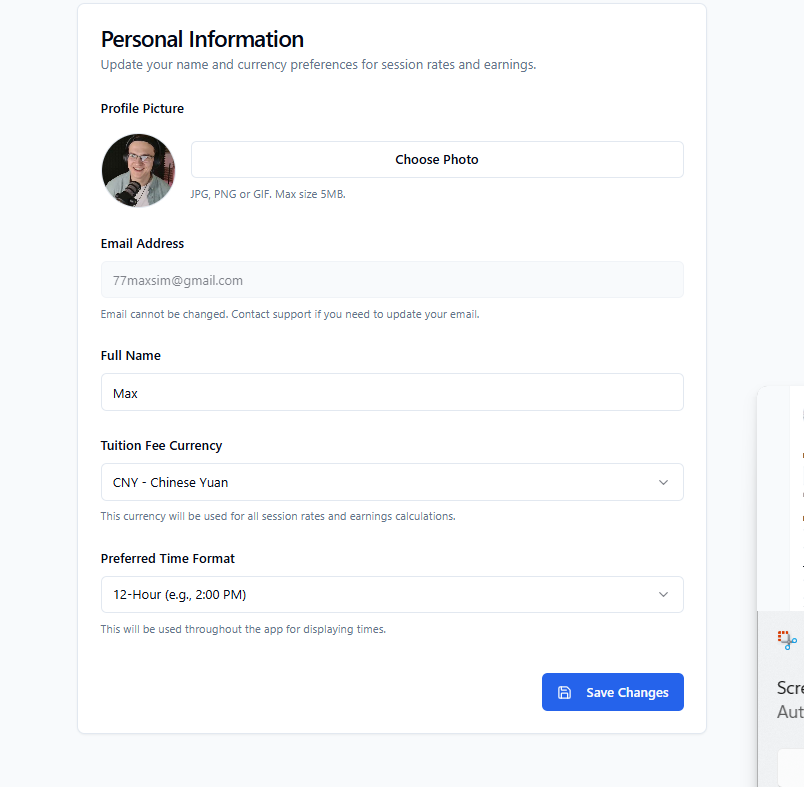 Personal Information
Update your name and currency preferences for session rates and earnings.
Profile Picture
Choose Photo
JPG, PNG or GIF. Max size 5MB.
Email Address
77maxsim@gmail.com
Email cannot be changed. Contact support if you need to update your email.
Full Name
Max
Tuition Fee Currency
CNY - Chinese Yuan
This currency will be used for all session rates and earnings calculations.
Preferred Time Format
12-Hour (e.g., 2:00 PM)
This will be used throughout the app for displaying times.
Save Changes
Scre
Aut